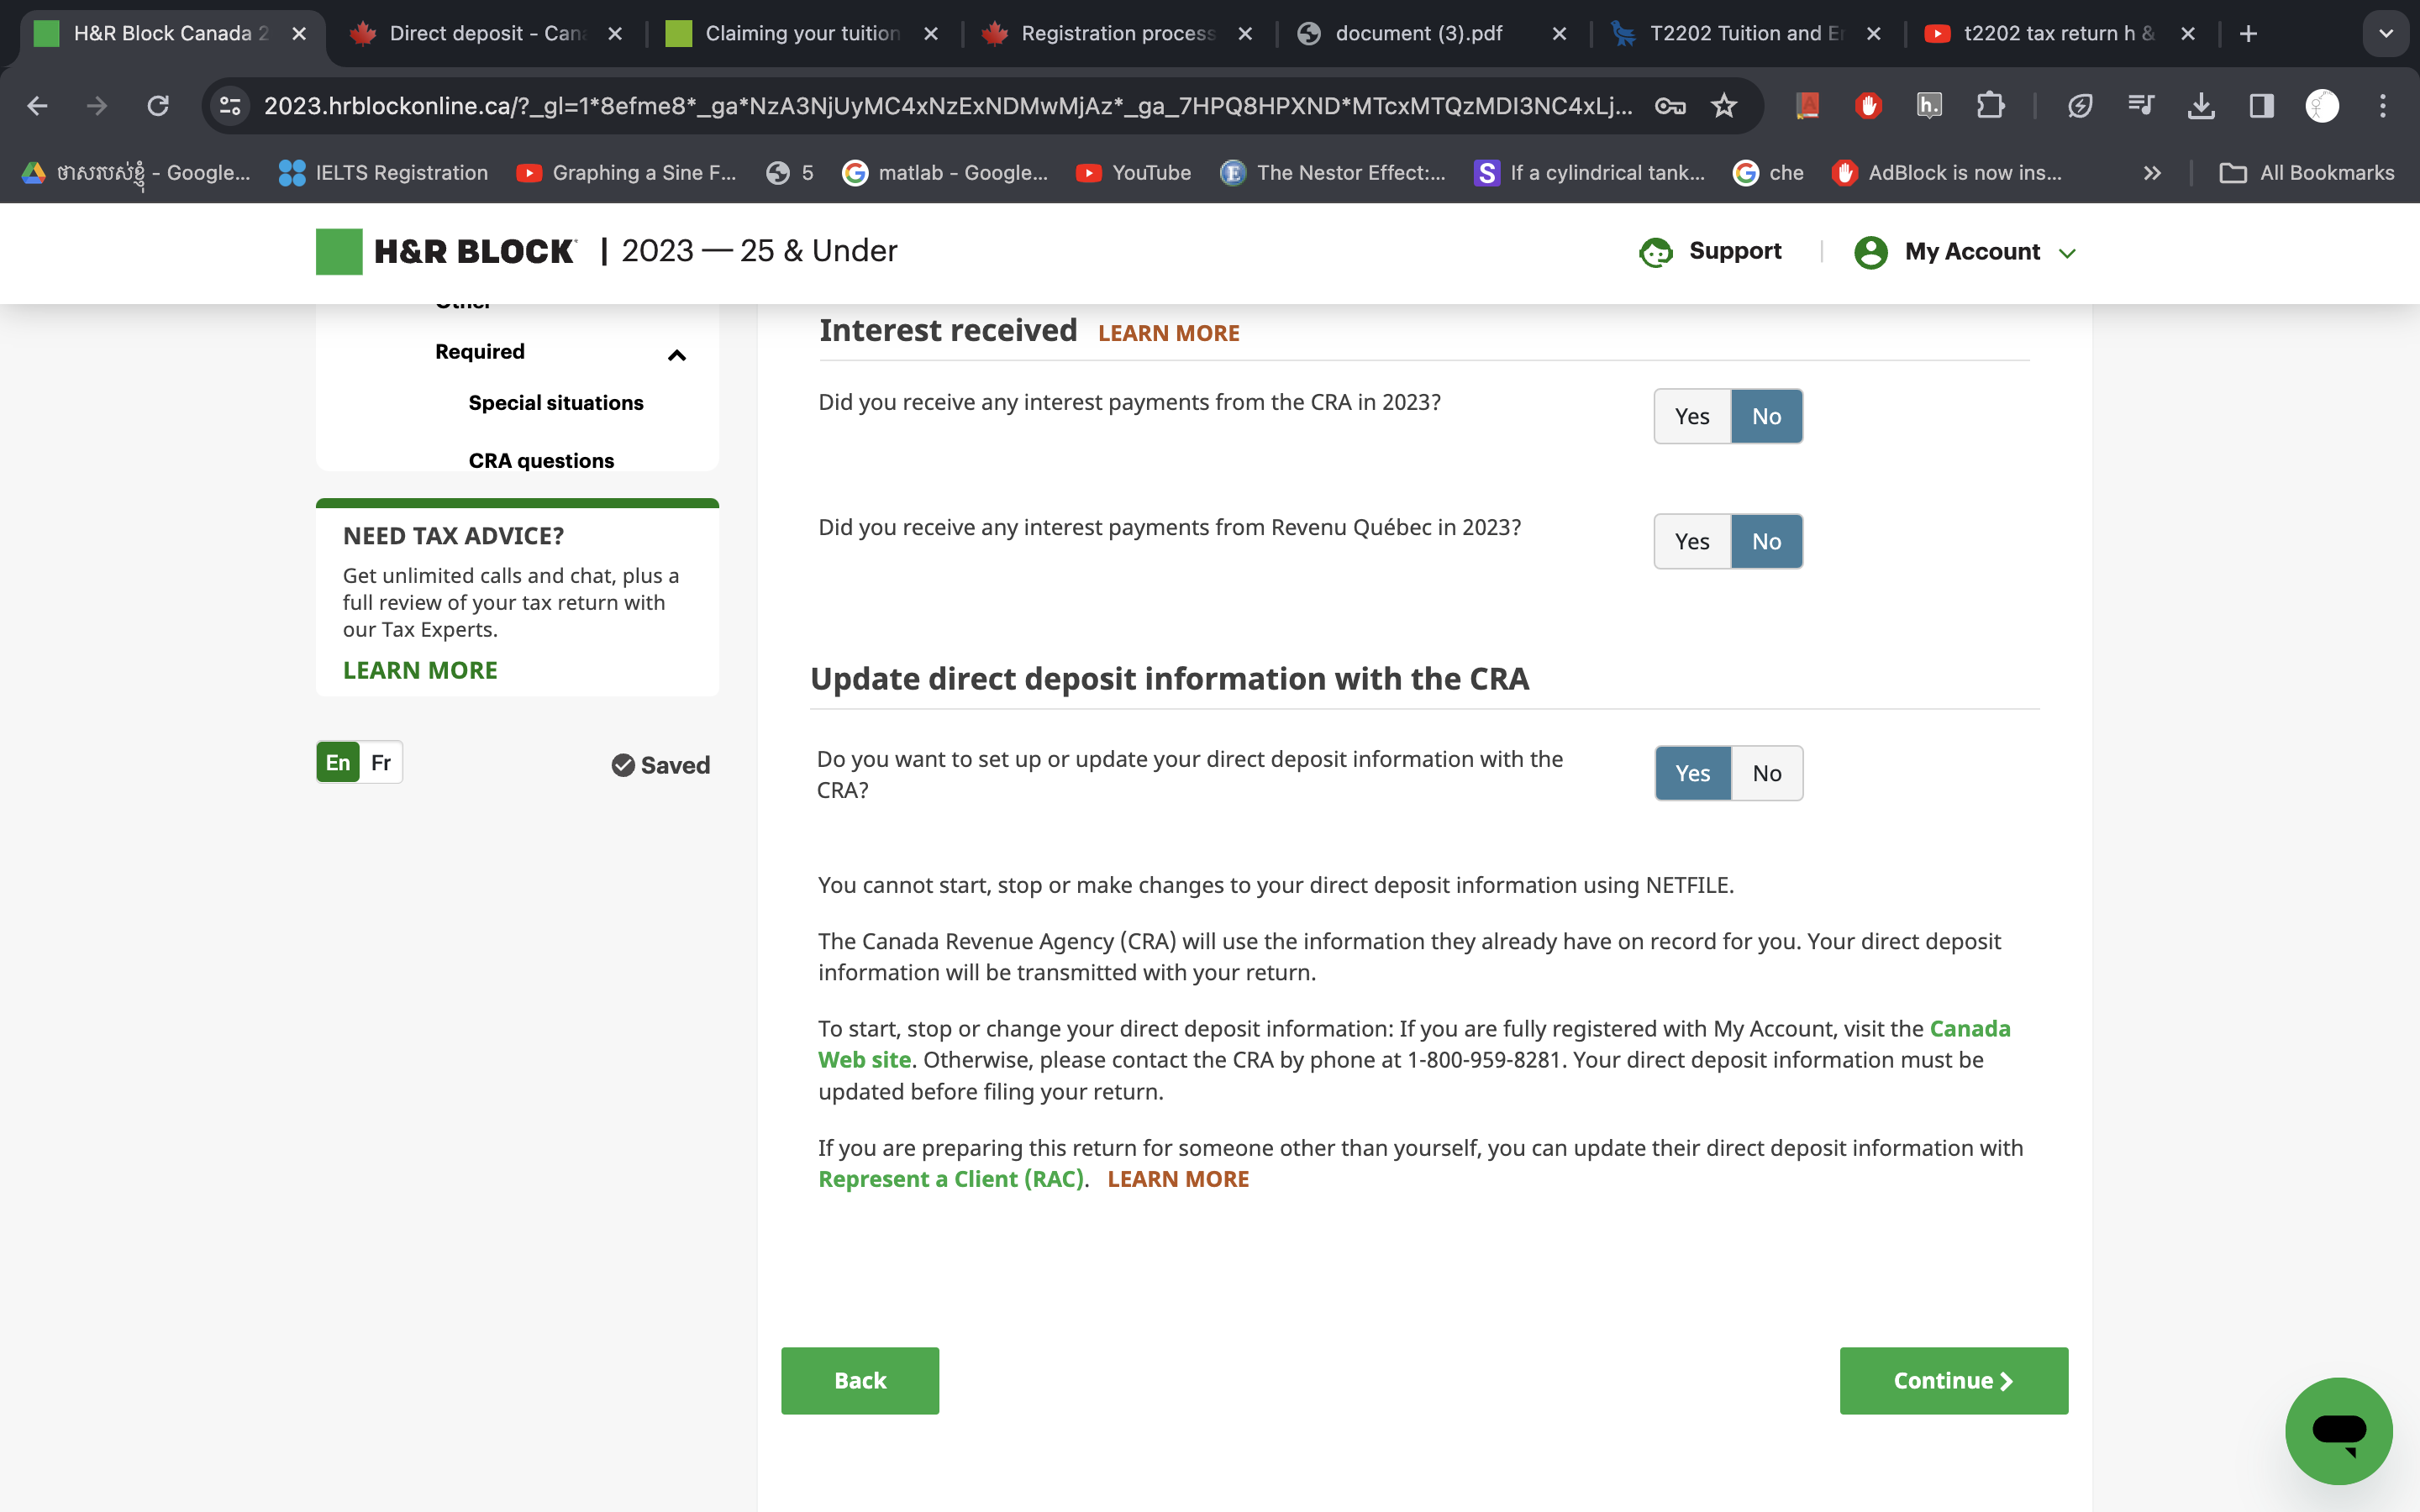 H&R Block Canada 2
Direct deposit - Can
Claiming your tuition
Registration process
document (3).pdf
T2202 Tuition and En
t2202 tax return h &
2023.hrblockonline.ca/?_gl=1*8efme8*_ga*NzA3NjUyMC4xNzExNDMwMjAz*_ga_7HPQ8HPXND*MTcxMTQzMDI3NC4xLj...
ថាសរបស់ខ្ញុំ - Google...
IELTS Registration
Graphing a Sine F...
5
matlab - Google...
YouTube
The Nestor Effect:...
If a cylindrical tank...
che
AdBlock is now ins...
All Bookmarks
H&R BLOCK | 2023 — 25 & Under
Support
My Account
Other
Required
Special situations
CRA questions
NEED TAX ADVICE?
Get unlimited calls and chat, plus a
full review of your tax return with
our Tax Experts.
LEARN MORE
En Fr
Saved
Interest received LEARN MORE
Did you receive any interest payments from the CRA in 2023?
Yes No
Did you receive any interest payments from Revenu Québec in 2023?
Yes No
Update direct deposit information with the CRA
Do you want to set up or update your direct deposit information with the
CRA?
Yes No
You cannot start, stop or make changes to your direct deposit information using NETFILE.
The Canada Revenue Agency (CRA) will use the information they already have on record for you. Your direct deposit
information will be transmitted with your return.
To start, stop or change your direct deposit information: If you are fully registered with My Account, visit the Canada
Web site. Otherwise, please contact the CRA by phone at 1-800-959-8281. Your direct deposit information must be
updated before filing your return.
If you are preparing this return for someone other than yourself, you can update their direct deposit information with
Represent a Client (RAC). LEARN MORE
Back
Continue